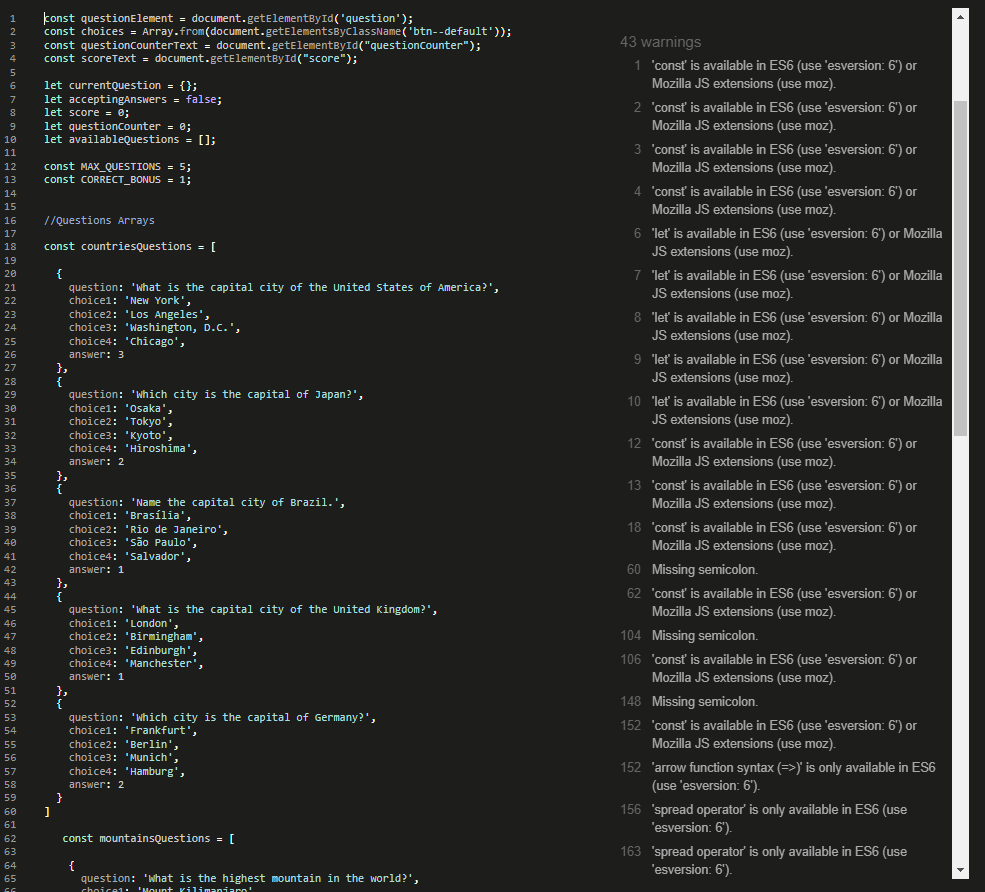 1 const questionElement = document.getElementById('question');
2 const choices = Array.from(document.getElementsByClassName('btn--default'));
3 const questionCounterText = document.getElementById("questionCounter");
4 const scoreText = document.getElementById("score");
5
6 let currentQuestion = {};
7 let acceptingAnswers = false;
8 let score = 0;
9 let questionCounter = 0;
10 let availableQuestions = [];
11
12 const MAX_QUESTIONS = 5;
13 const CORRECT_BONUS = 1;
14
15
16 //Questions Arrays
17
18 const countriesQuestions = [
19
20 {
21 question: 'What is the capital city of the United States of America?',
22 choice1: 'New York',
23 choice2: 'Los Angeles',
24 choice3: 'Washington, D.C.',
25 choice4: 'Chicago',
26 answer: 3
27 },
28 {
29 question: 'Which city is the capital of Japan?',
30 choice1: 'Osaka',
31 choice2: 'Tokyo',
32 choice3: 'Kyoto',
33 choice4: 'Hiroshima',
34 answer: 2
35 },
36 {
37 question: 'Name the capital city of Brazil.',
38 choice1: 'Brasília',
39 choice2: 'Rio de Janeiro',
40 choice3: 'São Paulo',
41 choice4: 'Salvador',
42 answer: 1
43 },
44 {
45 question: 'What is the capital city of the United Kingdom?',
46 choice1: 'London',
47 choice2: 'Birmingham',
48 choice3: 'Edinburgh',
49 choice4: 'Manchester',
50 answer: 1
51 },
52 {
53 question: 'Which city is the capital of Germany?',
54 choice1: 'Frankfurt',
55 choice2: 'Berlin',
56 choice3: 'Munich',
57 choice4: 'Hamburg',
58 answer: 2
59 }
60 ]
61
62 const mountainsQuestions = [
63
64 {
65 question: 'What is the highest mountain in the world?',
66 choice1: 'Mount Kilimanjaro'
43 warnings
1 'const' is available in ES6 (use 'esversion: 6') or
Mozilla JS extensions (use moz).
2 'const' is available in ES6 (use 'esversion: 6') or
Mozilla JS extensions (use moz).
3 'const' is available in ES6 (use 'esversion: 6') or
Mozilla JS extensions (use moz).
4 'const' is available in ES6 (use 'esversion: 6') or
Mozilla JS extensions (use moz).
6 'let' is available in ES6 (use 'esversion: 6') or Mozilla
JS extensions (use moz).
7 'let' is available in ES6 (use 'esversion: 6') or Mozilla
JS extensions (use moz).
8 'let' is available in ES6 (use 'esversion: 6') or Mozilla
JS extensions (use moz).
9 'let' is available in ES6 (use 'esversion: 6') or Mozilla
JS extensions (use moz).
10 'let' is available in ES6 (use 'esversion: 6') or Mozilla
JS extensions (use moz).
12 'const' is available in ES6 (use 'esversion: 6') or
Mozilla JS extensions (use moz).
13 'const' is available in ES6 (use 'esversion: 6') or
Mozilla JS extensions (use moz).
18 'const' is available in ES6 (use 'esversion: 6') or
Mozilla JS extensions (use moz).
60 Missing semicolon.
62 'const' is available in ES6 (use 'esversion: 6') or
Mozilla JS extensions (use moz).
104 Missing semicolon.
106 'const' is available in ES6 (use 'esversion: 6') or
Mozilla JS extensions (use moz).
148 Missing semicolon.
152 'const' is available in ES6 (use 'esversion: 6') or
Mozilla JS extensions (use moz).
152 'arrow function syntax (=>)' is only available in ES6
(use 'esversion: 6').
156 'spread operator' is only available in ES6 (use
'esversion: 6').
163 'spread operator' is only available in ES6 (use
'esversion: 6').